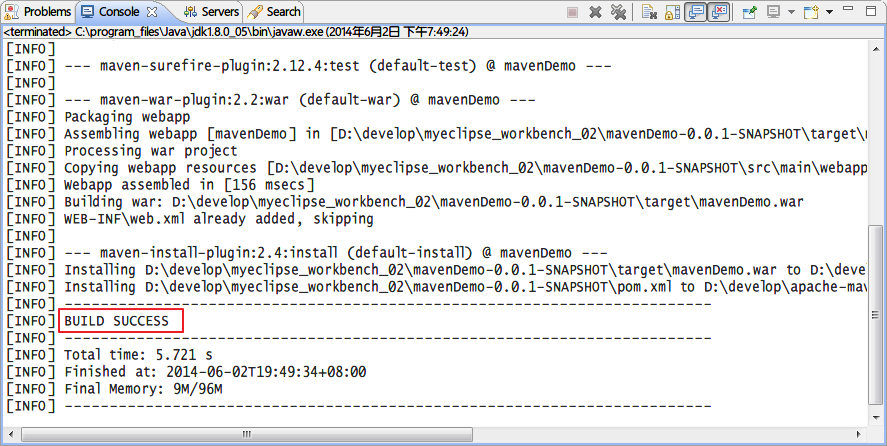 Problems Console Servers Search
<terminated> C:\program_files\Java\jdk1.8.0_05\bin\javaw.exe (2014年6月2日 下午7:49:24)
[INFO]
[INFO] --- maven-surefire-plugin:2.12.4:test (default-test) @ mavenDemo ---
[INFO]
[INFO] --- maven-war-plugin:2.2:war (default-war) @ mavenDemo ---
[INFO] Packaging webapp
[INFO] Assembling webapp [mavenDemo] in [D:\develop\myeclipse_workbench_02\mavenDemo-0.0.1-SNAPSHOT\target\m
[INFO] Processing war project
[INFO] Copying webapp resources [D:\develop\myeclipse_workbench_02\mavenDemo-0.0.1-SNAPSHOT\src\main\webapp
[INFO] Webapp assembled in [156 msecs]
[INFO] Building war: D:\develop\myeclipse_workbench_02\mavenDemo-0.0.1-SNAPSHOT\target\mavenDemo.war
[INFO] WEB-INF\web.xml already added, skipping
[INFO]
[INFO] --- maven-install-plugin:2.4:install (default-install) @ mavenDemo ---
[INFO] Installing D:\develop\myeclipse_workbench_02\mavenDemo-0.0.1-SNAPSHOT\target\mavenDemo.war to D:\deve
[INFO] Installing D:\develop\myeclipse_workbench_02\mavenDemo-0.0.1-SNAPSHOT\pom.xml to D:\develop\apache-mav
[INFO] ------------------------------------------------------------------------
[INFO] BUILD SUCCESS
[INFO] ------------------------------------------------------------------------
[INFO] Total time: 5.721 s
[INFO] Finished at: 2014-06-02T19:49:34+08:00
[INFO] Final Memory: 9M/96M
[INFO] ------------------------------------------------------------------------